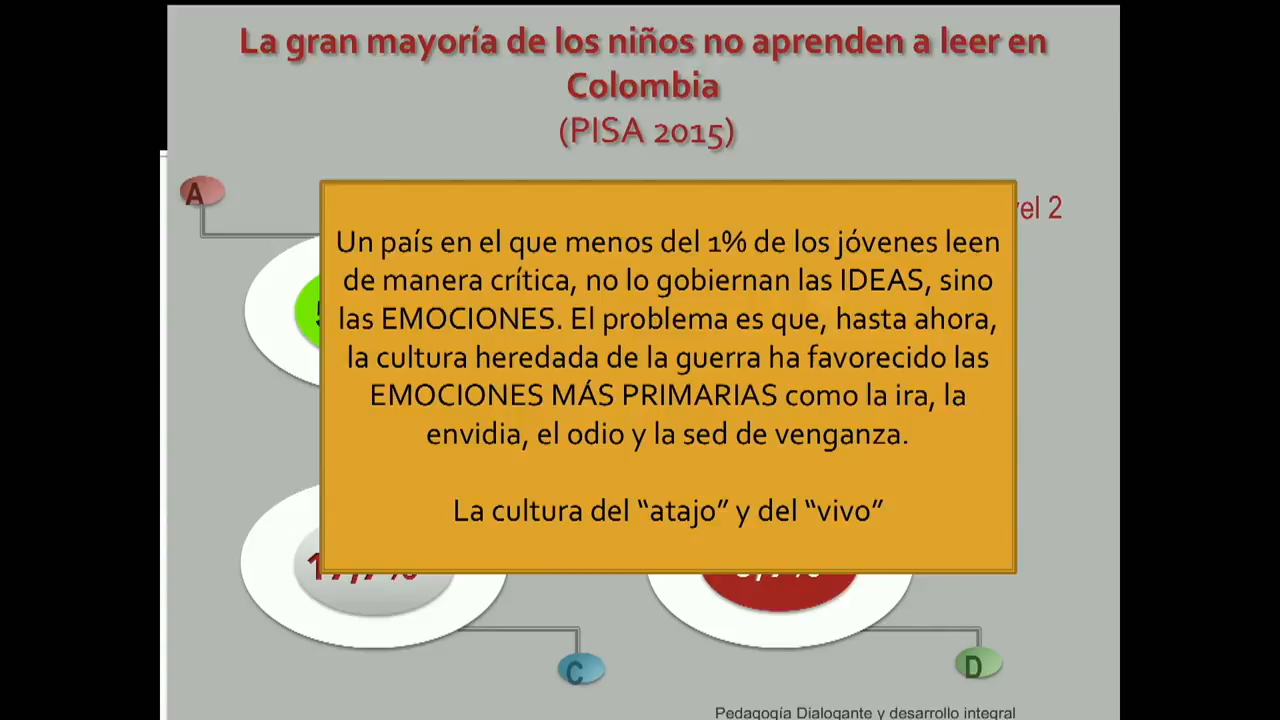 La gran mayoría de los niños no aprenden a leer en
Colombia
(PISA 2015)
A
vel 2
Un país en el que menos del 1% de los jóvenes leen
de manera crítica, no lo gobiernan las IDEAS, sino
las EMOCIONES. El problema es que, hasta ahora,
la cultura heredada de la guerra ha favorecido las
EMOCIONES MÁS PRIMARIAS como la ira, la
envidia, el odio y la sed de venganza.
La cultura del “atajo” y del “vivo”
C
D
Pedagogía Dialogante y desarrollo integral